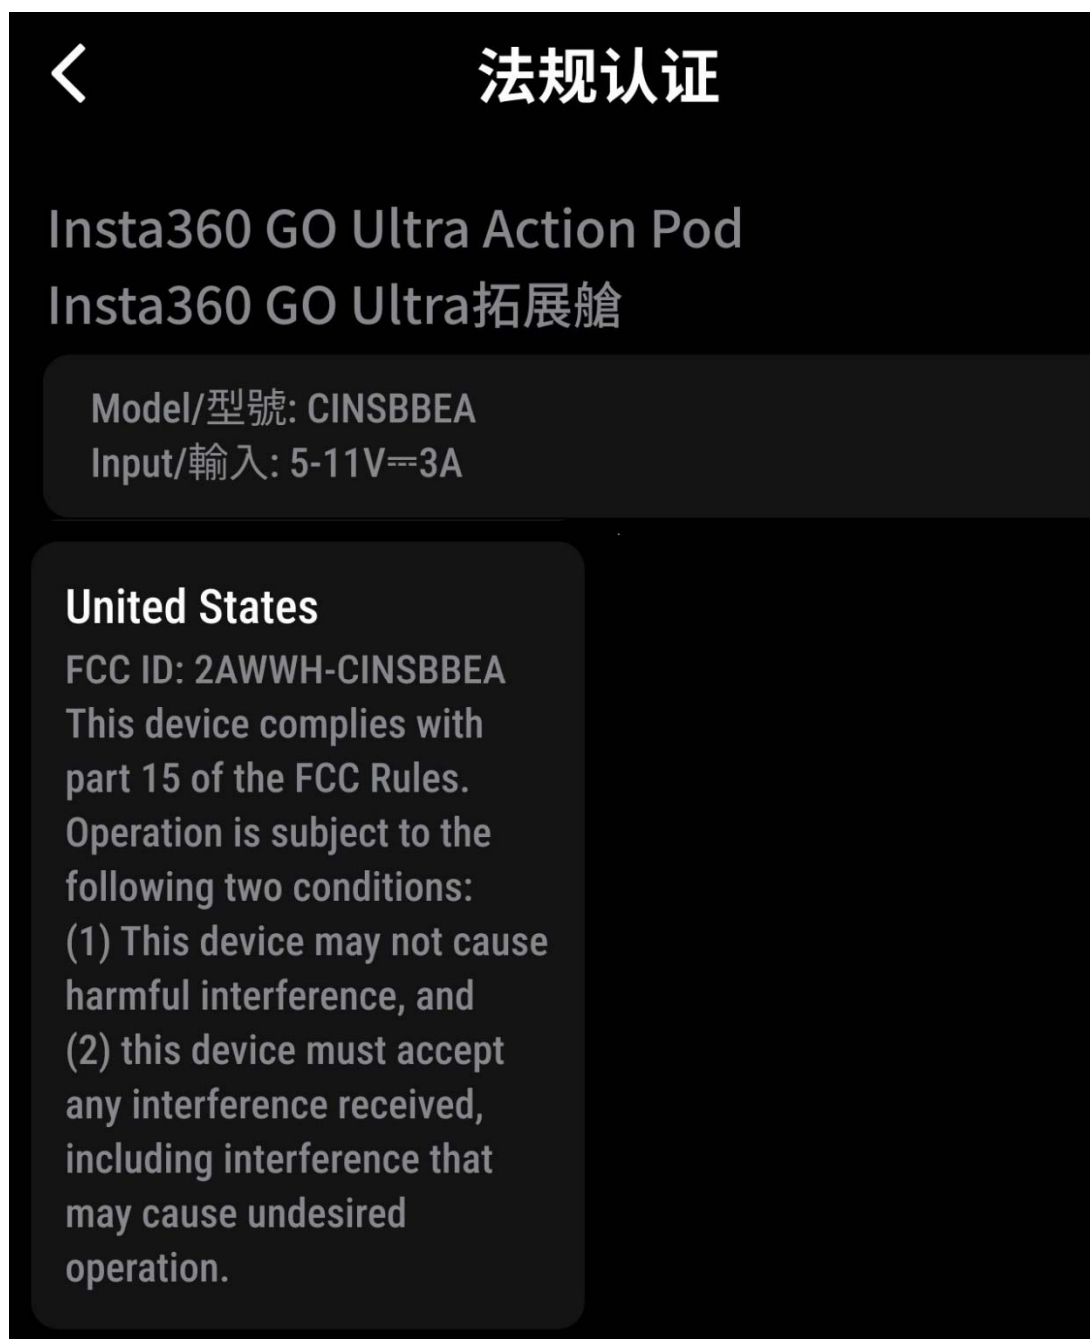 法规认证
Insta360 GO Ultra Action Pod
Insta360 GO Ultra拓展艙
Model/型號: CINSBBEA
Input/輸入: 5-11V⎓3A
United States
FCC ID: 2AWWH-CINSBBEA
This device complies with
part 15 of the FCC Rules.
Operation is subject to the
following two conditions:
(1) This device may not cause
harmful interference, and
(2) this device must accept
any interference received,
including interference that
may cause undesired
operation.